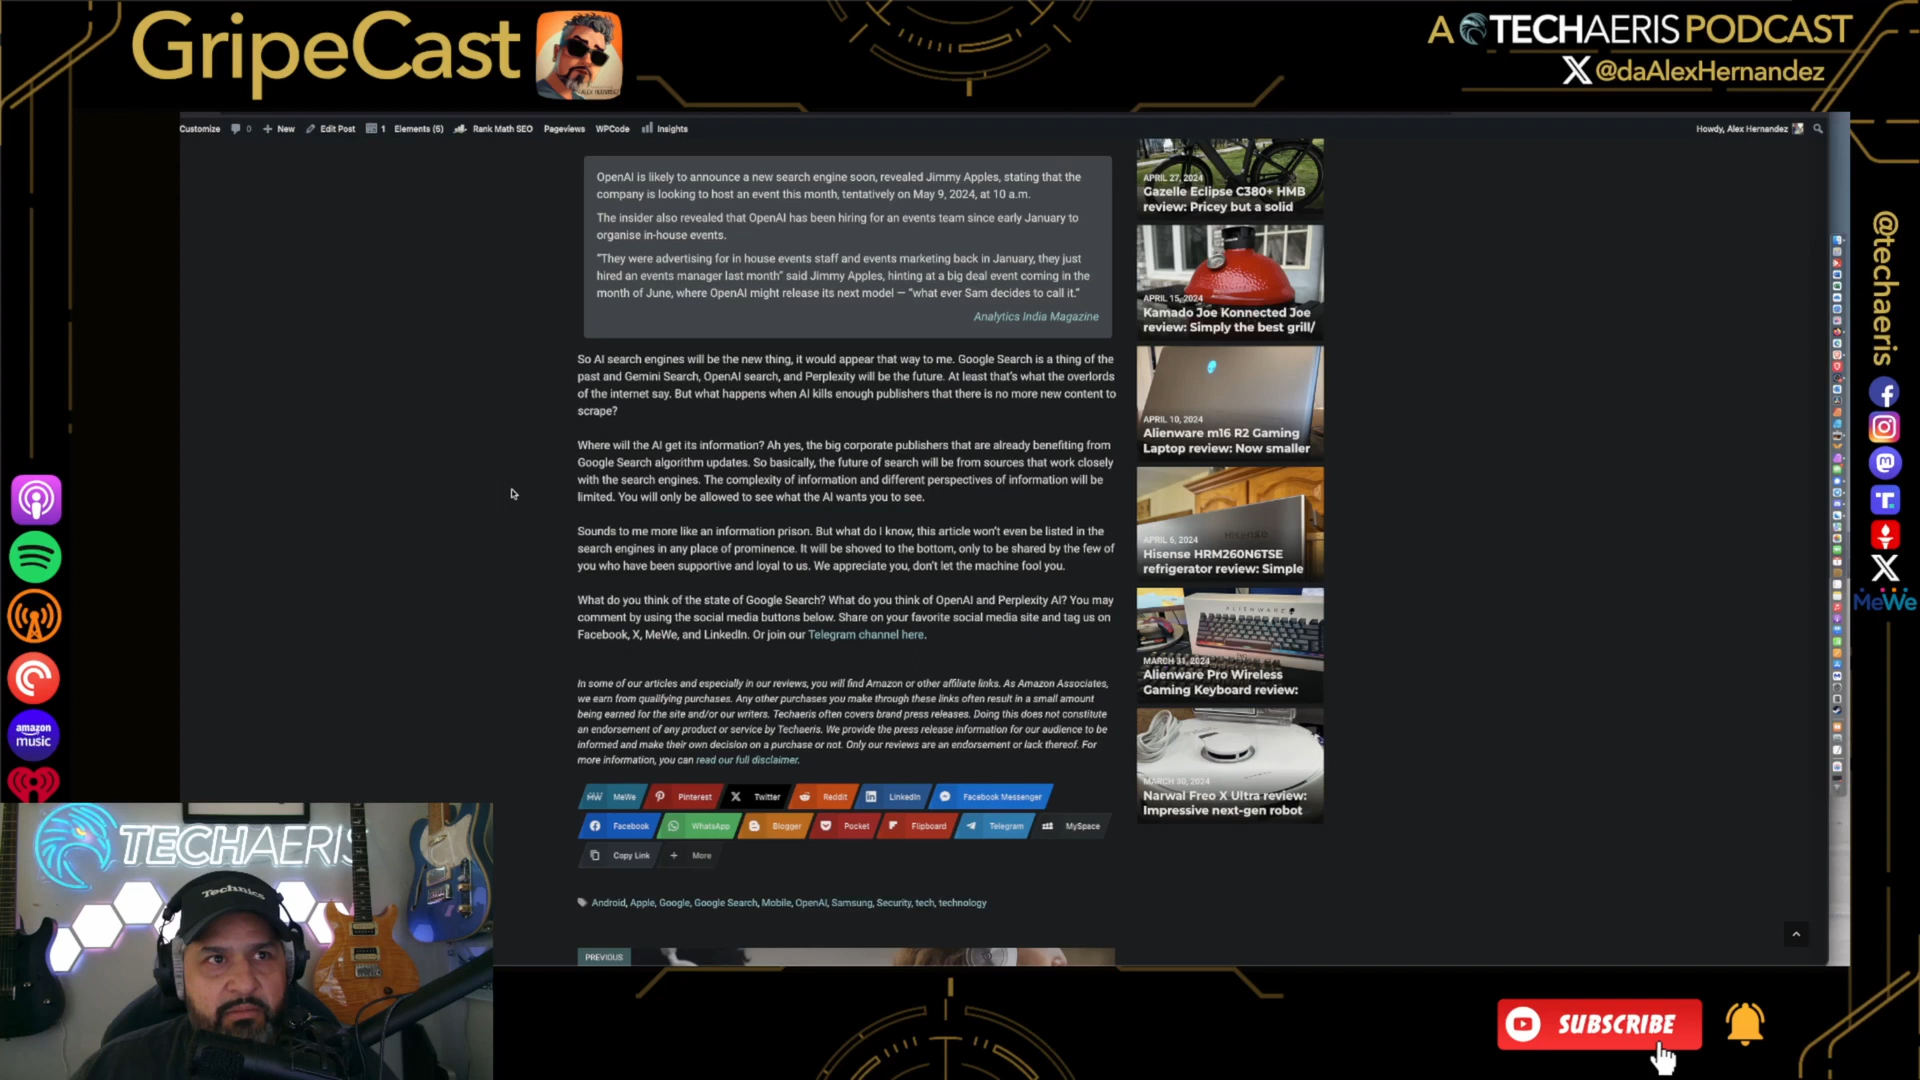 GripeCast
A TECHAERIS PODCAST
X @daAlexHernandez
Customize 0 + New Edit Post 1 Elements (5) Rank Math SEO Pageviews WPCode Insights
Howdy, Alex Hernandez
OpenAI is likely to announce a new search engine soon, revealed Jimmy Apples, stating that the
company is looking to host an event this month, tentatively on May 9, 2024, at 10 a.m.
The insider also revealed that OpenAI has been hiring for an events team since early January to
organise in-house events.
“They were advertising for in house events staff and events marketing back in January, they just
hired an events manager last month” said Jimmy Apples, hinting at a big deal event coming in the
month of June, where OpenAI might release its next model — “what ever Sam decides to call it.”
Analytics India Magazine
So AI search engines will be the new thing, it would appear that way to me. Google Search is a thing of the
past and Gemini Search, OpenAI search, and Perplexity will be the future. At least that’s what the overlords
of the internet say. But what happens when AI kills enough publishers that there is no more new content to
scrape?
Where will the AI get its information? Ah yes, the big corporate publishers that are already benefiting from
Google Search algorithm updates. So basically, the future of search will be from sources that work closely
with the search engines. The complexity of information and different perspectives of information will be
limited. You will only be allowed to see what the AI wants you to see.
Sounds to me more like an information prison. But what do I know, this article won’t even be listed in the
search engines in any place of prominence. It will be shoved to the bottom, only to be shared by the few of
you who have been supportive and loyal to us. We appreciate you, don’t let the machine fool you.
What do you think of the state of Google Search? What do you think of OpenAI and Perplexity AI? You may
comment by using the social media buttons below. Share on your favorite social media site and tag us on
Facebook, X, MeWe, and LinkedIn. Or join our Telegram channel here.
In some of our articles and especially in our reviews, you will find Amazon or other affiliate links. As Amazon Associates,
we earn from qualifying purchases. Any other purchases you make through these links often result in a small amount
being earned for the site and/or our writers. Techaeris often covers brand press releases. Doing this does not constitute
an endorsement of any product or service by Techaeris. We provide the press release information for our audience to be
informed and make their own decision on a purchase or not. Only our reviews are an endorsement or lack thereof. For
more information, you can read our full disclaimer.
MeWe Pinterest Twitter Reddit LinkedIn Facebook Messenger
Facebook WhatsApp Blogger Pocket Flipboard Telegram MySpace
Copy Link + More
Android, Apple, Google, Google Search, Mobile, OpenAI, Samsung, Security, tech, technology
PREVIOUS
APRIL 27, 2024
Gazelle Eclipse C380+ HMB
review: Pricey but a solid
APRIL 15, 2024
Kamado Joe Konnected Joe
review: Simply the best grill/
APRIL 10, 2024
Alienware m16 R2 Gaming
Laptop review: Now smaller
HISENSE
APRIL 6, 2024
Hisense HRM260N6TSE
refrigerator review: Simple
ALIENWARE
MARCH 31, 2024
Alienware Pro Wireless
Gaming Keyboard review:
MARCH 30, 2024
Narwal Freo X Ultra review:
Impressive next-gen robot
@techaeris
MeWe
amazon
music
TECHAERIS
Technics
SUBSCRIBE